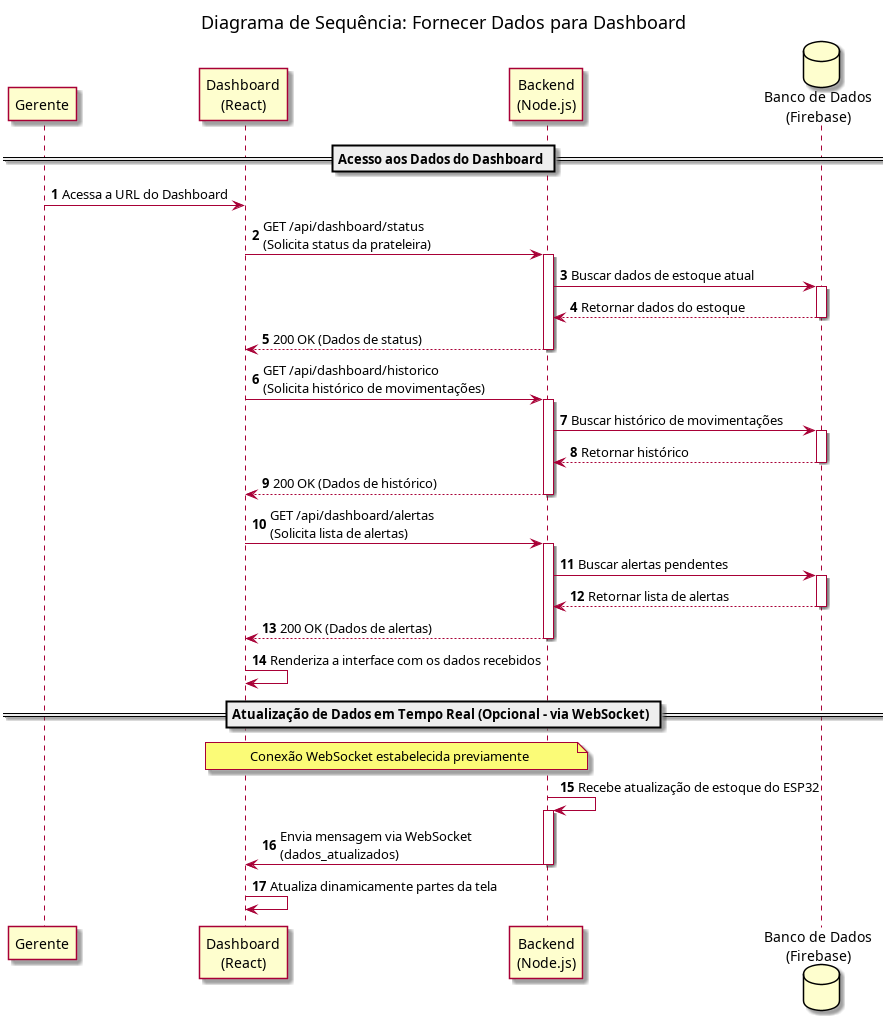 Diagrama de Sequência: Fornecer Dados para Dashboard
Gerente
Dashboard
(React)
Backend
(Node.js)
Banco de Dados
(Firebase)
Acesso aos Dados do Dashboard
1 Acessa a URL do Dashboard
2 GET /api/dashboard/status
(Solicita status da prateleira)
3 Buscar dados de estoque atual
4 Retornar dados do estoque
5 200 OK (Dados de status)
6 GET /api/dashboard/historico
(Solicita histórico de movimentações)
7 Buscar histórico de movimentações
8 Retornar histórico
9 200 OK (Dados de histórico)
10 GET /api/dashboard/alertas
(Solicita lista de alertas)
11 Buscar alertas pendentes
12 Retornar lista de alertas
13 200 OK (Dados de alertas)
14 Renderiza a interface com os dados recebidos
Atualização de Dados em Tempo Real (Opcional - via WebSocket)
Conexão WebSocket estabelecida previamente
15 Recebe atualização de estoque do ESP32
16 Envia mensagem via WebSocket
(dados_atualizados)
17 Atualiza dinamicamente partes da tela
Gerente
Dashboard
(React)
Backend
(Node.js)
Banco de Dados
(Firebase)